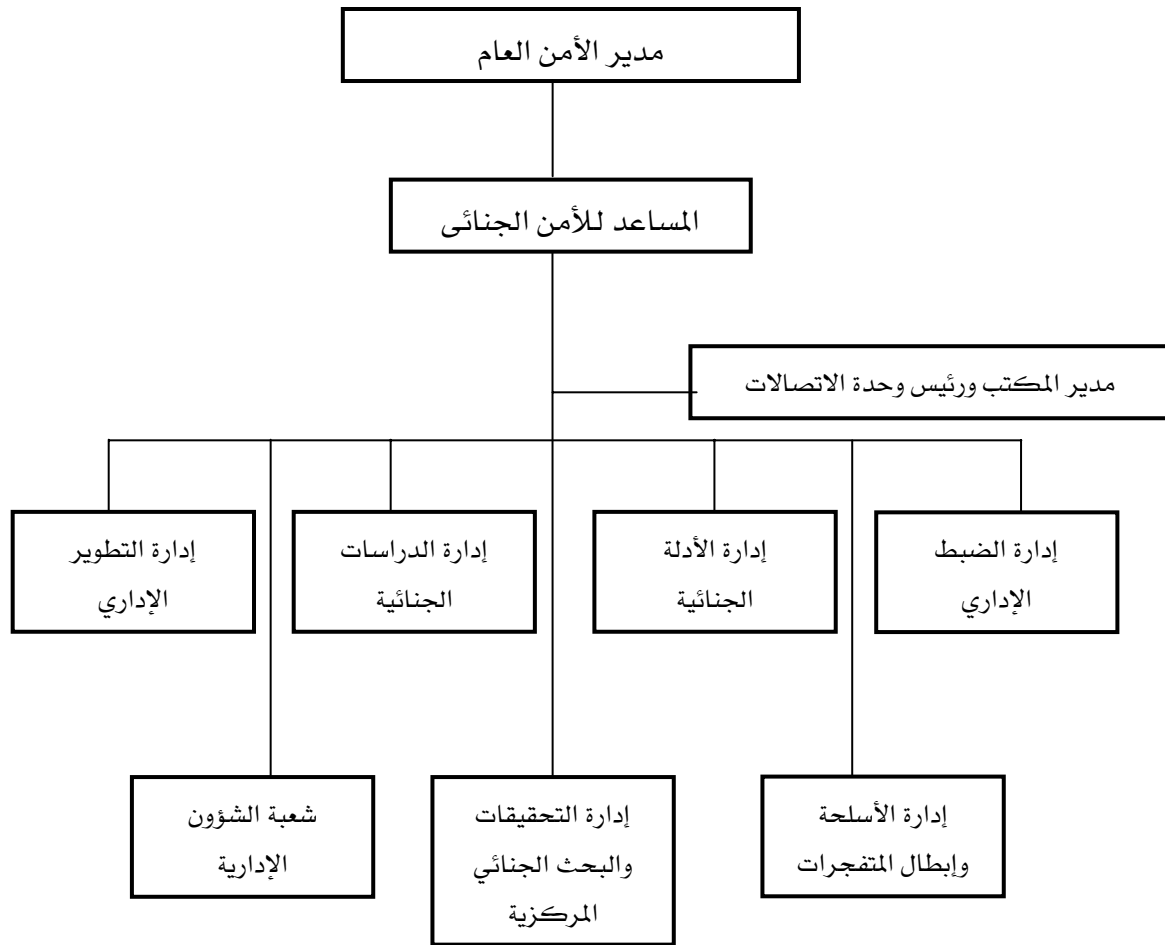 مدير الأمن العام
المساعد للأمن الجنائى
مدير المكتب ورئيس وحدة الاتصالات
إدارة الضبط
الإداري
إدارة الأدلة
الجنائية
إدارة الدراسات
الجنائية
إدارة التطوير
الإداري
إدارة الأسلحة
وإبطال المتفجرات
إدارة التحقيقات
والبحث الجنائي
المركزية
شعبة الشؤون
الإدارية